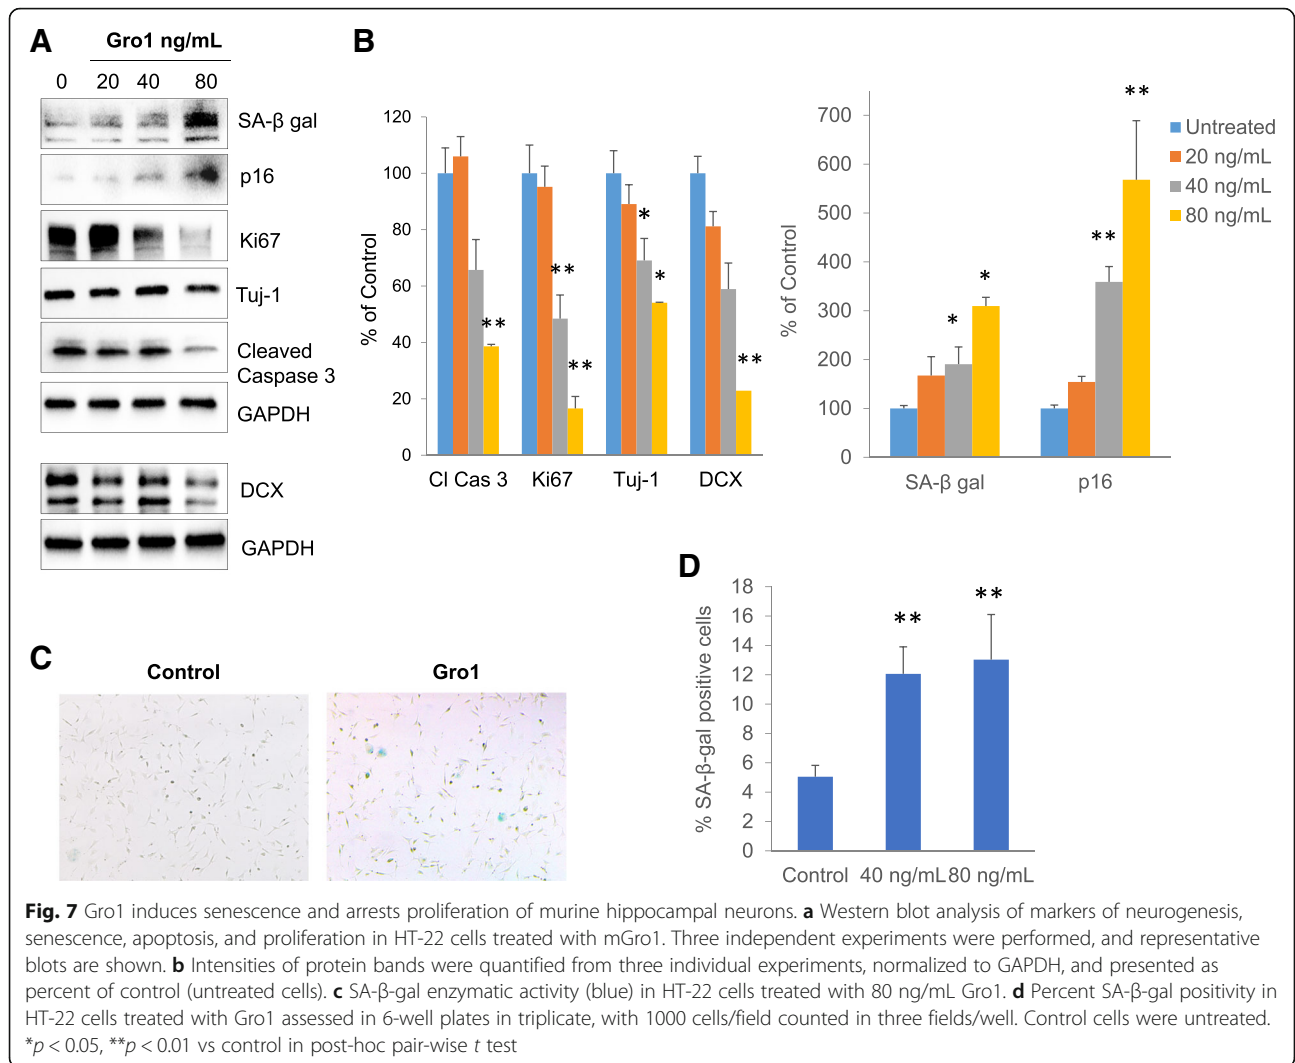 A
Gro1 ng/mL
0 20 40 80
SA-β gal
p16
Ki67
Tuj-1
Cleaved
Caspase 3
GAPDH
DCX
GAPDH
B
% of Control
120
100
80
60
40
20
0
**
**
**
*
*
**
Cl Cas 3 Ki67 Tuj-1 DCX
% of Control
700
600
500
400
300
200
100
0
*
*
**
**
SA-β gal p16
Untreated
20 ng/mL
40 ng/mL
80 ng/mL
C
Control Gro1
D
% SA-β-gal positive cells
18
16
14
12
10
8
6
4
2
0
**
**
Control 40 ng/mL 80 ng/mL
Fig. 7 Gro1 induces senescence and arrests proliferation of murine hippocampal neurons. a Western blot analysis of markers of neurogenesis,
senescence, apoptosis, and proliferation in HT-22 cells treated with mGro1. Three independent experiments were performed, and representative
blots are shown. b Intensities of protein bands were quantified from three individual experiments, normalized to GAPDH, and presented as
percent of control (untreated cells). c SA-β-gal enzymatic activity (blue) in HT-22 cells treated with 80 ng/mL Gro1. d Percent SA-β-gal positivity in
HT-22 cells treated with Gro1 assessed in 6-well plates in triplicate, with 1000 cells/field counted in three fields/well. Control cells were untreated.
*p < 0.05, **p < 0.01 vs control in post-hoc pair-wise t test